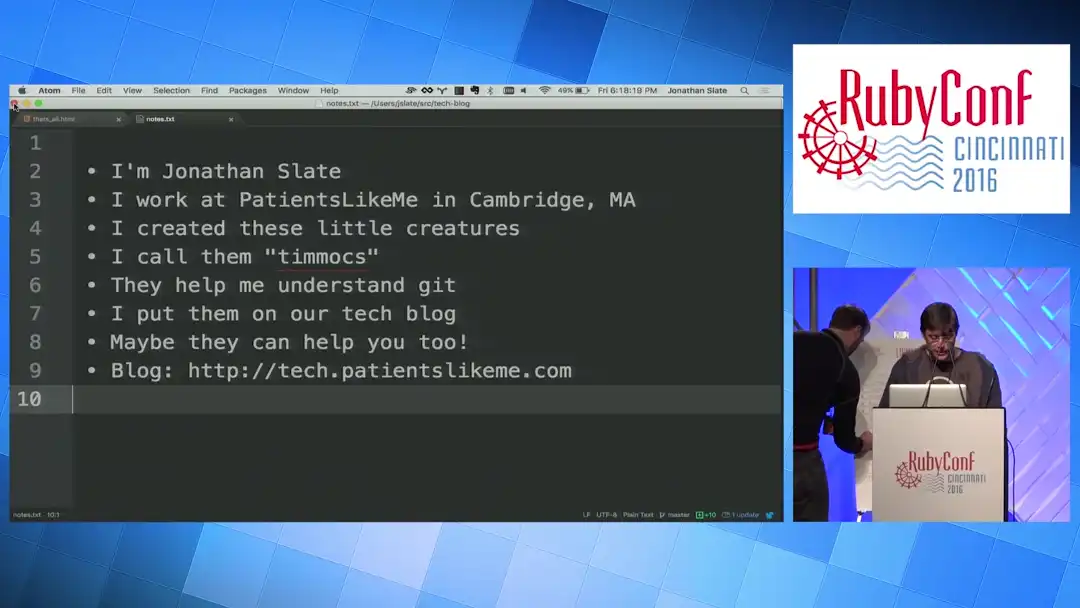 Atom File Edit View Selection Find Packages Window Help 49% Fri 6:18:19 PM Jonathan Slate
notes.txt — /Users/jslate/src/tech-blog
thats_all.html notes.txt
1
2 • I'm Jonathan Slate
3 • I work at PatientsLikeMe in Cambridge, MA
4 • I created these little creatures
5 • I call them "timmocs"
6 • They help me understand git
7 • I put them on our tech blog
8 • Maybe they can help you too!
9 • Blog: http://tech.patientslikeme.com
10
notes.txt 10:1 LF UTF-8 Plain Text master +10 1 update
RubyConf
CINCINNATI
2016
RubyConf
CINCINNATI
2016